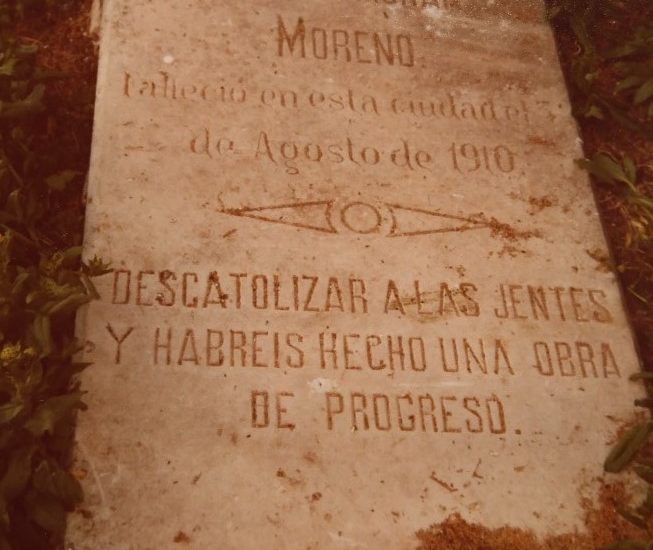 MORENO.
Falleció en esta ciudad el 3
de Agosto de 1910
DESCATOLIZAR A LAS JENTES
Y HABREIS HECHO UNA OBRA
DE PROGRESO.